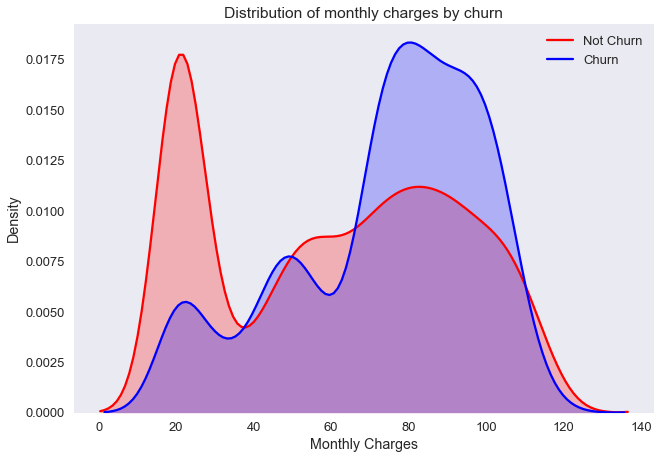 Distribution of monthly charges by churn
Not Churn
Churn
0.0175
0.0150
0.0125
0.0100
0.0075
0.0050
0.0025
0.0000
Density
0 20 40 60 80 100 120 140
Monthly Charges